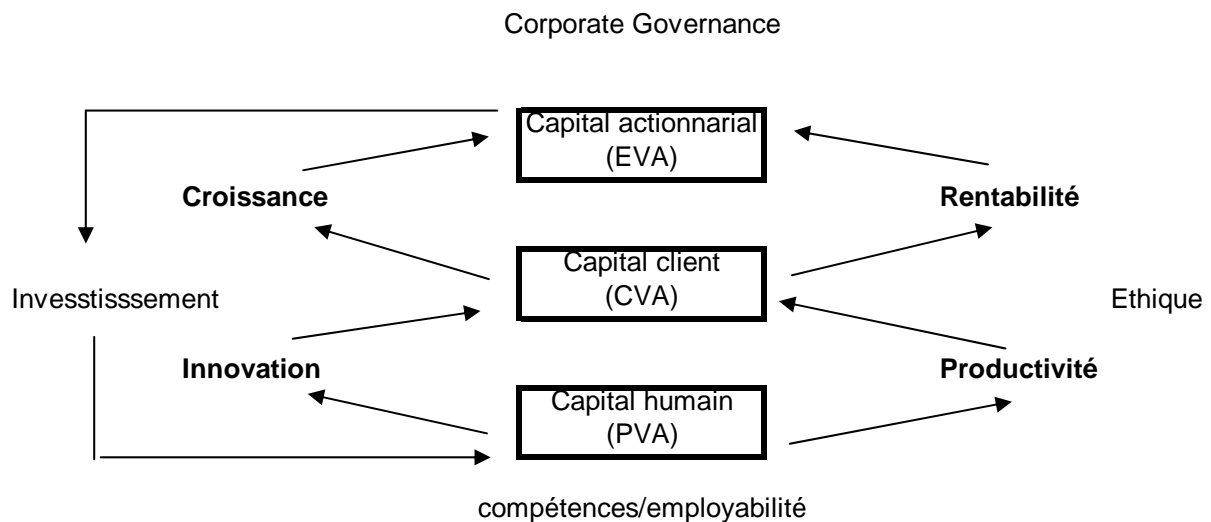 Corporate Governance
Capital actionnarial
(EVA)
Croissance
Rentabilité
Capital client
(CVA)
Invesstisssement
Ethique
Innovation
Productivité
Capital humain
(PVA)
compétences/employabilité